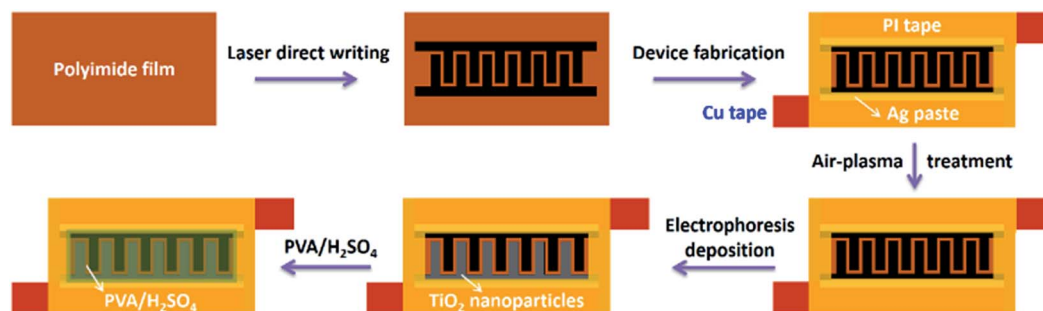 Polyimide film
Laser direct writing
Device fabrication
PI tape
Cu tape
Ag paste
Air-plasma treatment
Electrophoresis
deposition
TiO₂ nanoparticles
PVA/H₂SO₄
PVA/H₂SO₄